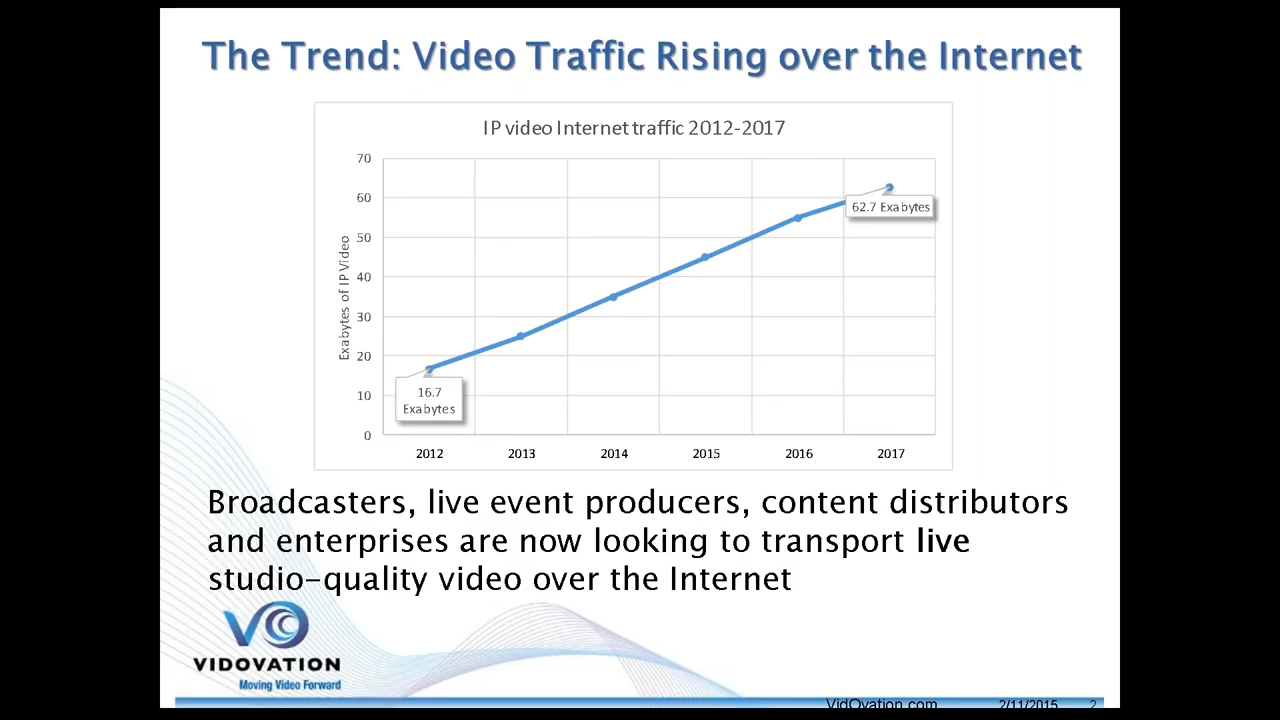 The Trend: Video Traffic Rising over the Internet
IP video Internet traffic 2012-2017
Exabytes of IP Video
70
60
50
40
30
20
10
0
62.7 Exabytes
16.7
Exabytes
2012 2013 2014 2015 2016 2017
Broadcasters, live event producers, content distributors
and enterprises are now looking to transport live
studio-quality video over the Internet
VIDOVATION
Moving Video Forward
VidOvation.com 2/11/2015 2